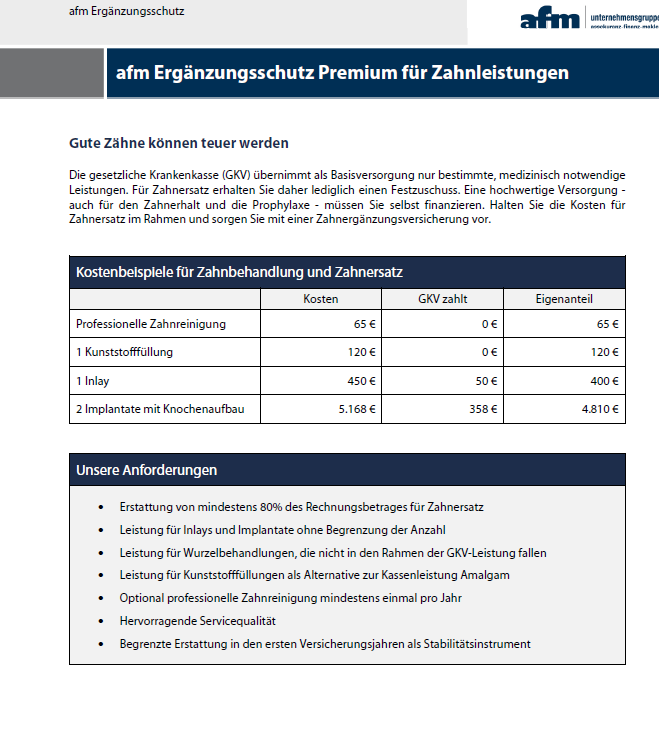 afm Ergänzungsschutz
afm
unternehmensgruppe
assekuranz-finanz-makler
afm Ergänzungsschutz Premium für Zahnleistungen
Gute Zähne können teuer werden
Die gesetzliche Krankenkasse (GKV) übernimmt als Basisversorgung nur bestimmte, medizinisch notwendige
Leistungen. Für Zahnersatz erhalten Sie daher lediglich einen Festzuschuss. Eine hochwertige Versorgung -
auch für den Zahnerhalt und die Prophylaxe - müssen Sie selbst finanzieren. Halten Sie die Kosten für
Zahnersatz im Rahmen und sorgen Sie mit einer Zahnergänzungsversicherung vor.
Kostenbeispiele für Zahnbehandlung und Zahnersatz
Kosten GKV zahlt Eigenanteil
Professionelle Zahnreinigung 65 € 0 € 65 €
1 Kunstofffüllung 120 € 0 € 120 €
1 Inlay 450 € 50 € 400 €
2 Implantate mit Knochenaufbau 5.168 € 358 € 4.810 €
Unsere Anforderungen
• Erstattung von mindestens 80% des Rechnungsbetrages für Zahnersatz
• Leistung für Inlays und Implantate ohne Begrenzung der Anzahl
• Leistung für Wurzelbehandlungen, die nicht in den Rahmen der GKV-Leistung fallen
• Leistung für Kunstofffüllungen als Alternative zur Kassenleistung Amalgam
• Optional professionelle Zahnreinigung mindestens einmal pro Jahr
• Hervorragende Servicequalität
• Begrenzte Erstattung in den ersten Versicherungsjahren als Stabilitätsinstrument